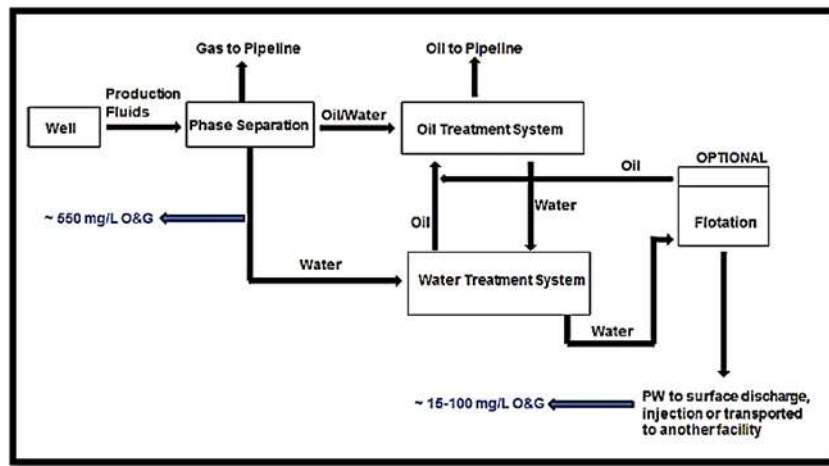 Gas to Pipeline
Oil to Pipeline
Production
Fluids
Well
Phase Separation
Oil/Water
Oil Treatment System
OPTIONAL
Oil
Flotation
~ 550 mg/L O&G
Oil
Water
Water
Water Treatment System
Water
~ 15-100 mg/L O&G
PW to surface discharge,
injection or transported
to another facility